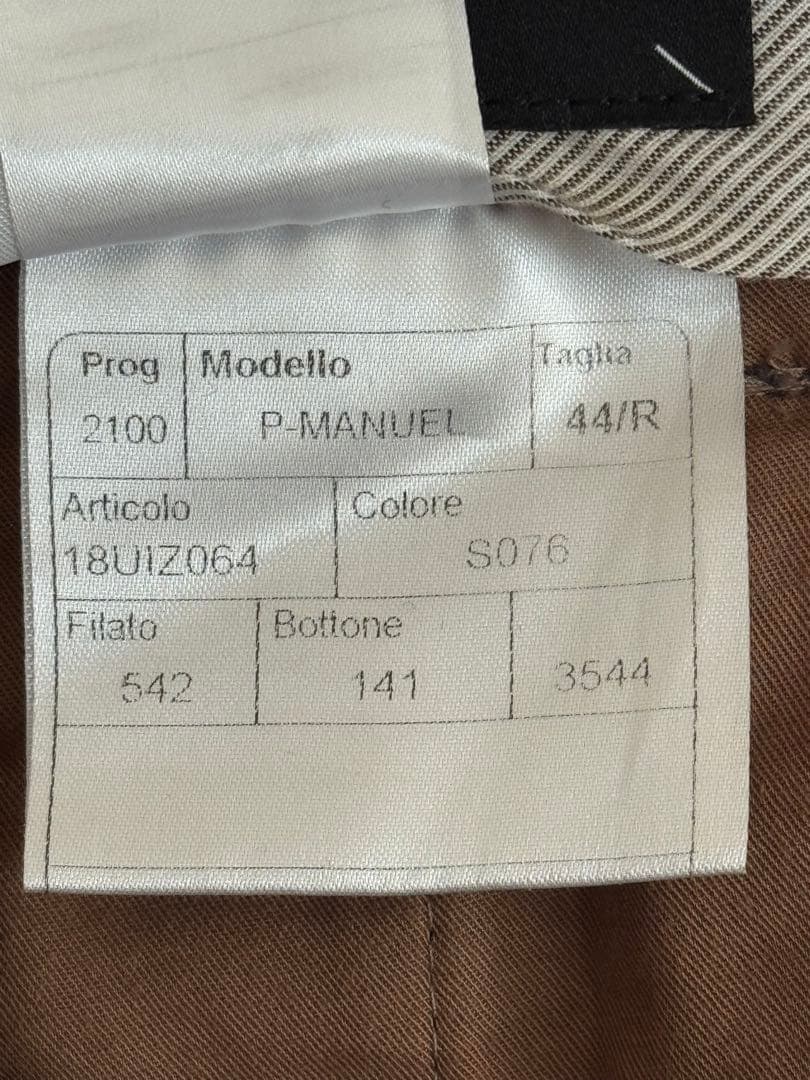 Prog Modello Taglia
2100 P-MANUEL 44/R
Articolo Colore
18UIZ064 S076
Filato Bottone
542 141 3544